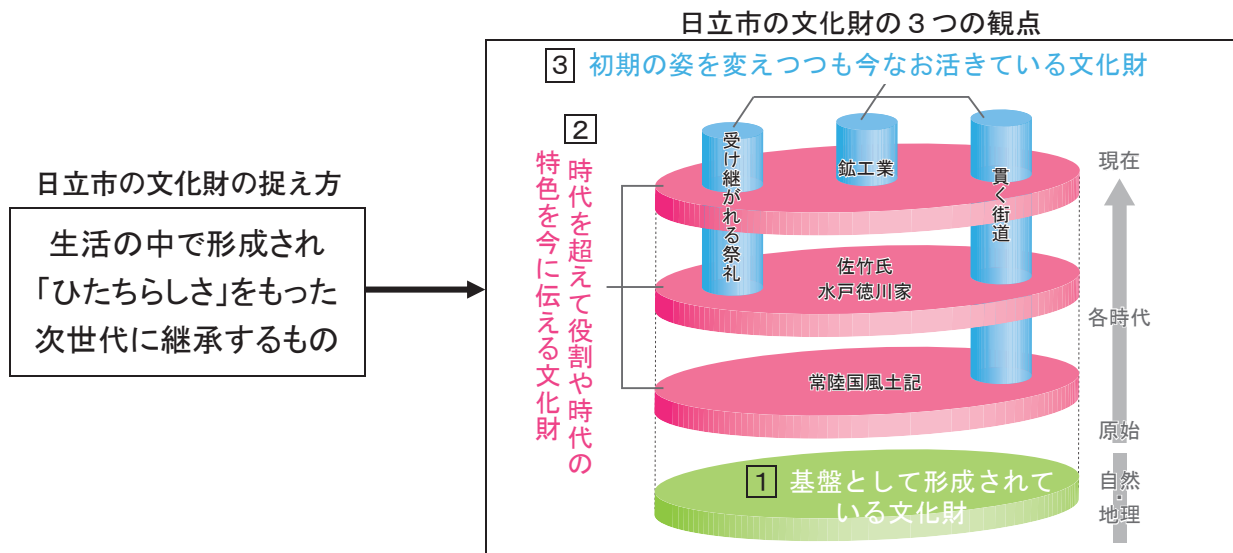 日立市の文化財の捉え方
生活の中で形成され
「ひたちらしさ」をもった
次世代に継承するもの
日立市の文化財の３つの観点
3 初期の姿を変えつつも今なお活きている文化財
2
時代を超えて役割や時代の
特色を今に伝える文化財
受け継がれる祭礼
鉱工業
貫く街道
佐竹氏
水戸徳川家
常陸国風土記
1 基盤として形成されて
いる文化財
現在
各時代
原始
自然・
地理